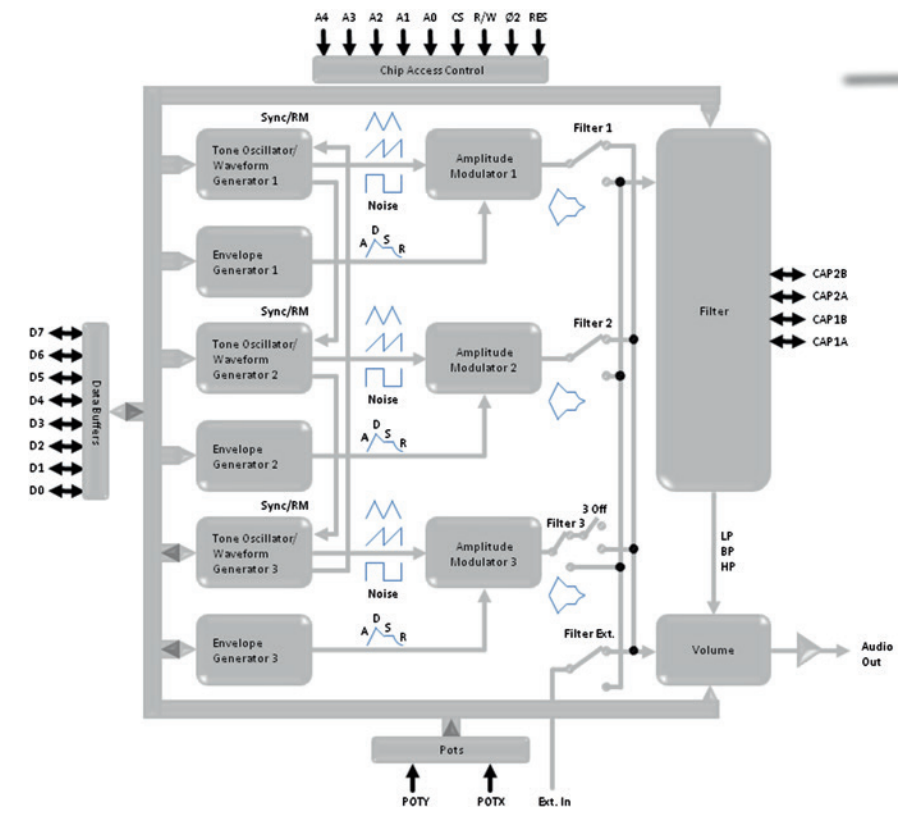 A4 A3 A2 A1 A0 CS R/W Ø2 RES
Chip Access Control
Sync/RM
Tone Oscillator/
Waveform
Generator 1
Noise
Amplitude
Modulator 1
Filter 1
Envelope
Generator 1
A
D
S
R
Sync/RM
Tone Oscillator/
Waveform
Generator 2
Noise
Amplitude
Modulator 2
Filter 2
Envelope
Generator 2
A
D
S
R
Sync/RM
Tone Oscillator/
Waveform
Generator 3
Noise
Amplitude
Modulator 3
Filter 3
3 Off
Envelope
Generator 3
A
D
S
R
Filter Ext.
D7
D6
D5
D4
D3
D2
D1
D0
Data Buffers
Filter
CAP2B
CAP2A
CAP1B
CAP1A
LP
BP
HP
Volume
Audio
Out
Pots
POTY
POTX
Ext. In